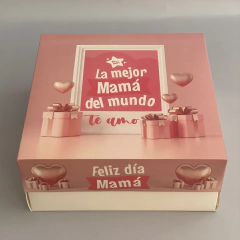 La mejor
Mamá
del mundo
te amo
Feliz día
Mamá